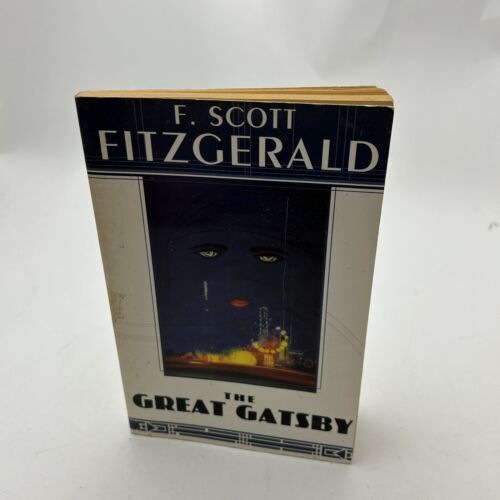 F. SCOTT
FITZGERALD
THE
GREAT GATSBY